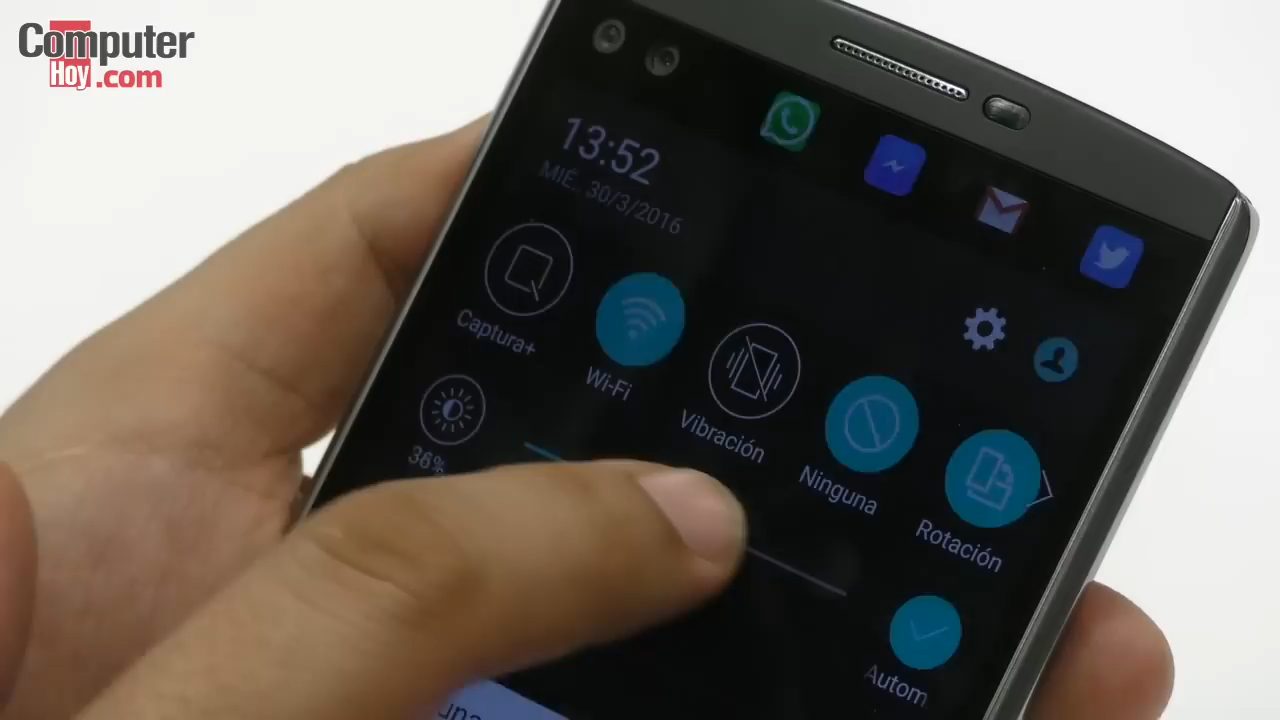 Computer
Hoy.com
13:52
MIÉ., 30/3/2016
Captura+
Wi-Fi
Vibración
Ninguna
Rotación
36%
Autom